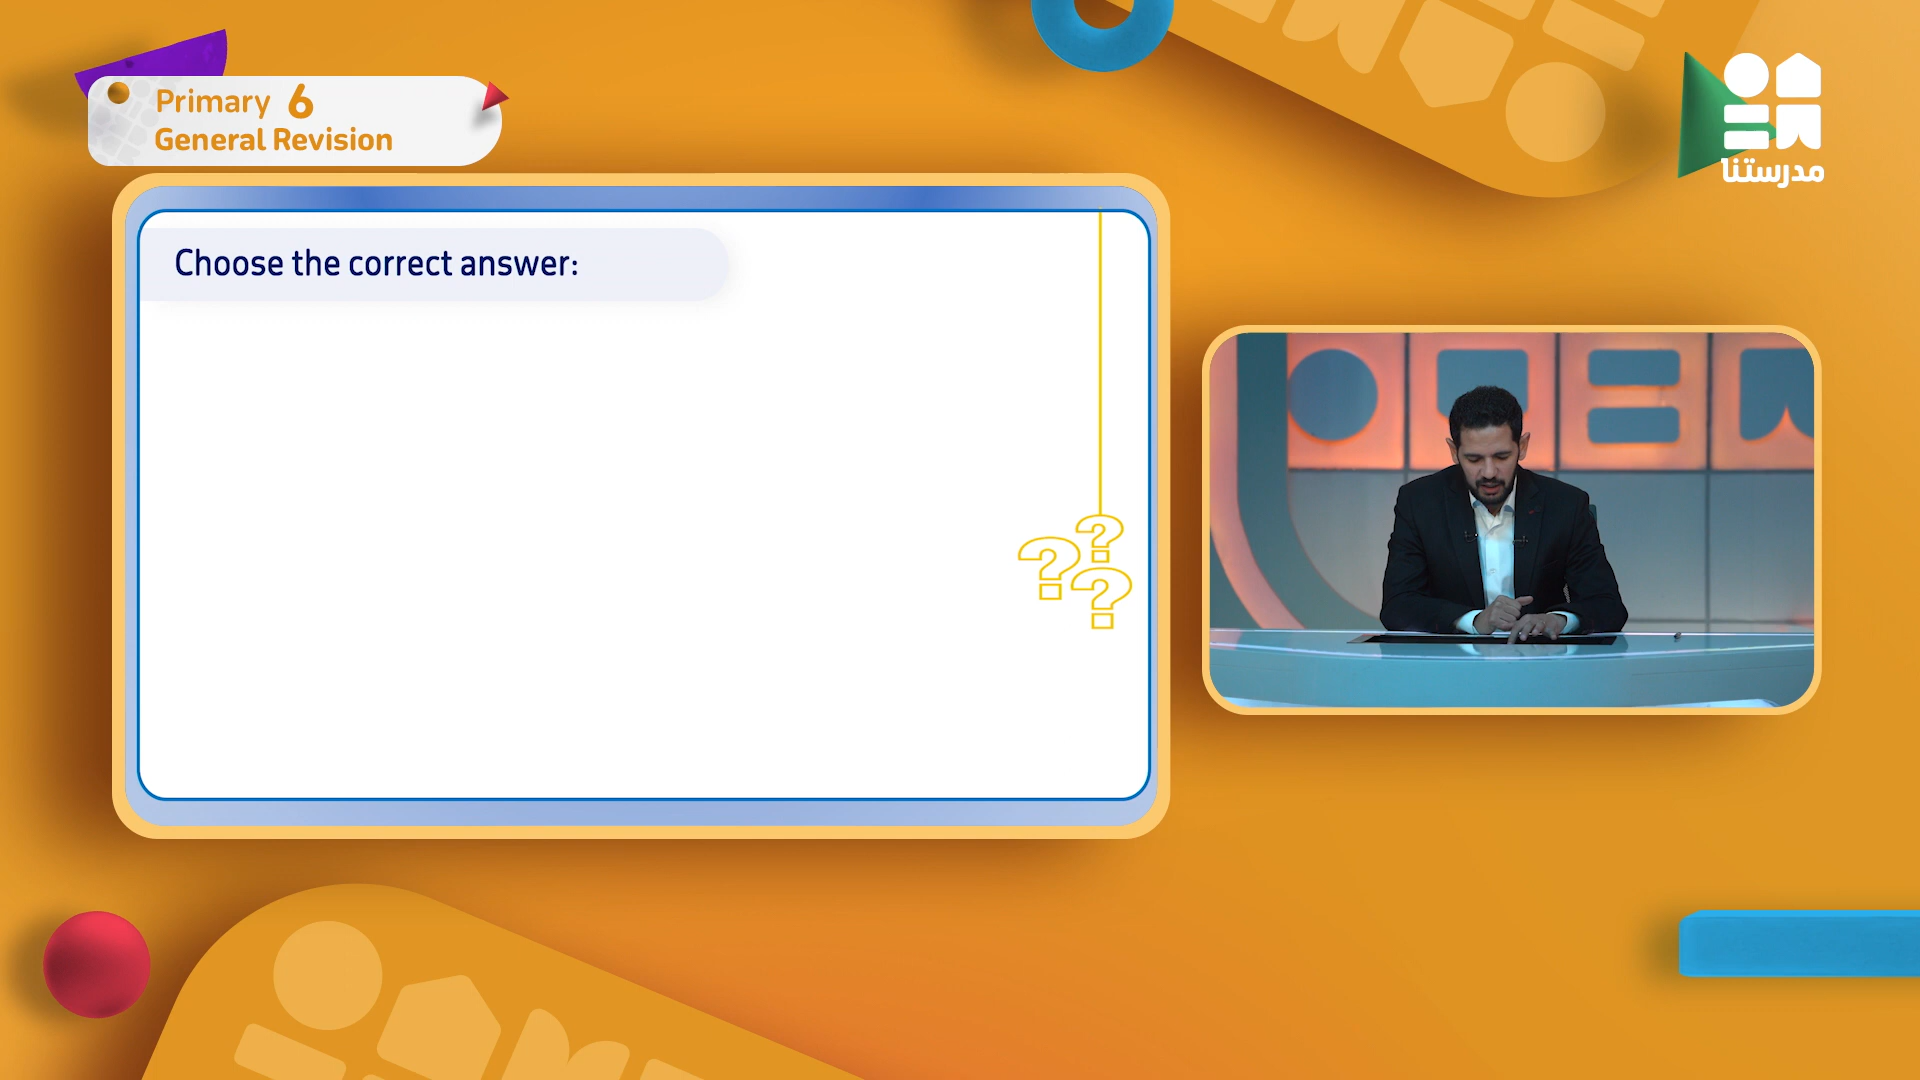 Primary 6
General Revision
مدرستنا
Choose the correct answer:
???